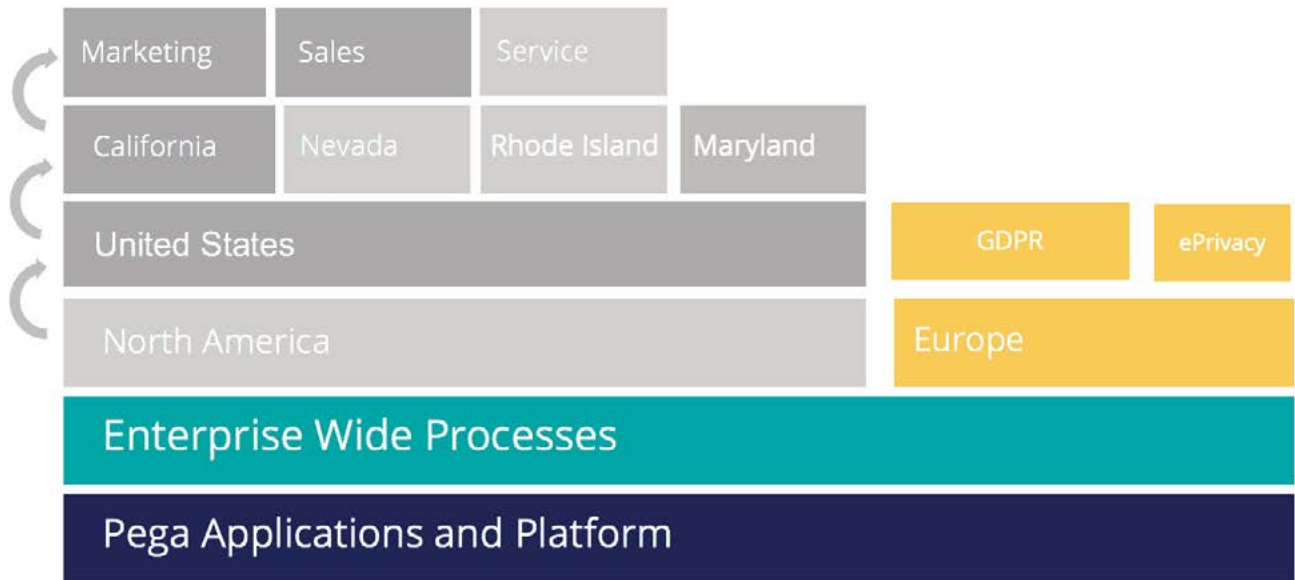 Marketing
Sales
Service
California
Nevada
Rhode Island
Maryland
United States
GDPR
ePrivacy
North America
Europe
Enterprise Wide Processes
Pega Applications and Platform